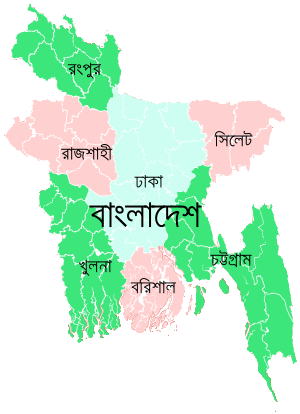 রংপুর
সিলেট
রাজশাহী
ঢাকা
বাংলাদেশ
চট্টগ্রাম
খুলনা
বরিশাল